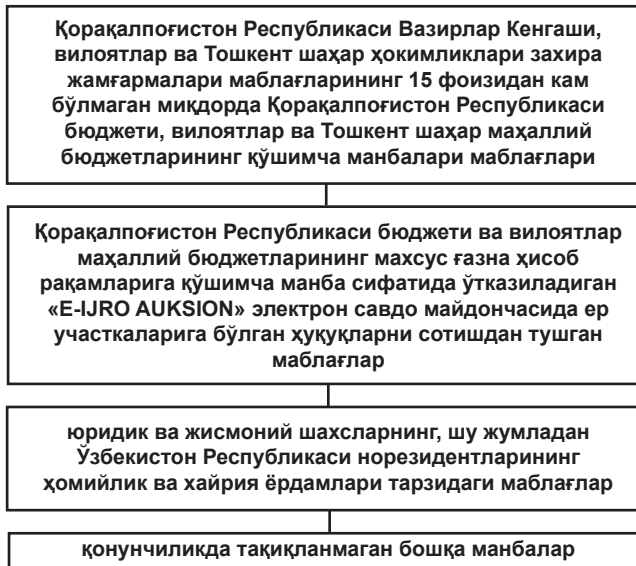 Қорақалпоғистон Республикаси Вазирлар Кенгаши,
вилоятлар ва Тошкент шаҳар ҳокимликлари захира
жамғармалари маблағларининг 15 фоизидан кам
бўлмаган миқдорда Қорақалпоғистон Республикаси
бюджети, вилоятлар ва Тошкент шаҳар маҳаллий
бюджетларининг қўшимча манбалари маблағлари
Қорақалпоғистон Республикаси бюджети ва вилоятлар
маҳаллий бюджетларининг махсус ғазна ҳисоб
рақамларига қўшимча манба сифатида ўтказиладиган
«E-IJRO AUKSION» электрон савдо майдончасида ер
участкаларига бўлган ҳуқуқларни сотишдан тушган
маблағлар
юридик ва жисмоний шахсларнинг, шу жумладан
Ўзбекистон Республикаси норезидентларининг
ҳомийлик ва хайрия ёрдамлари тарзидаги маблағлар
қонунчиликда тақиқланмаган бошқа манбалар